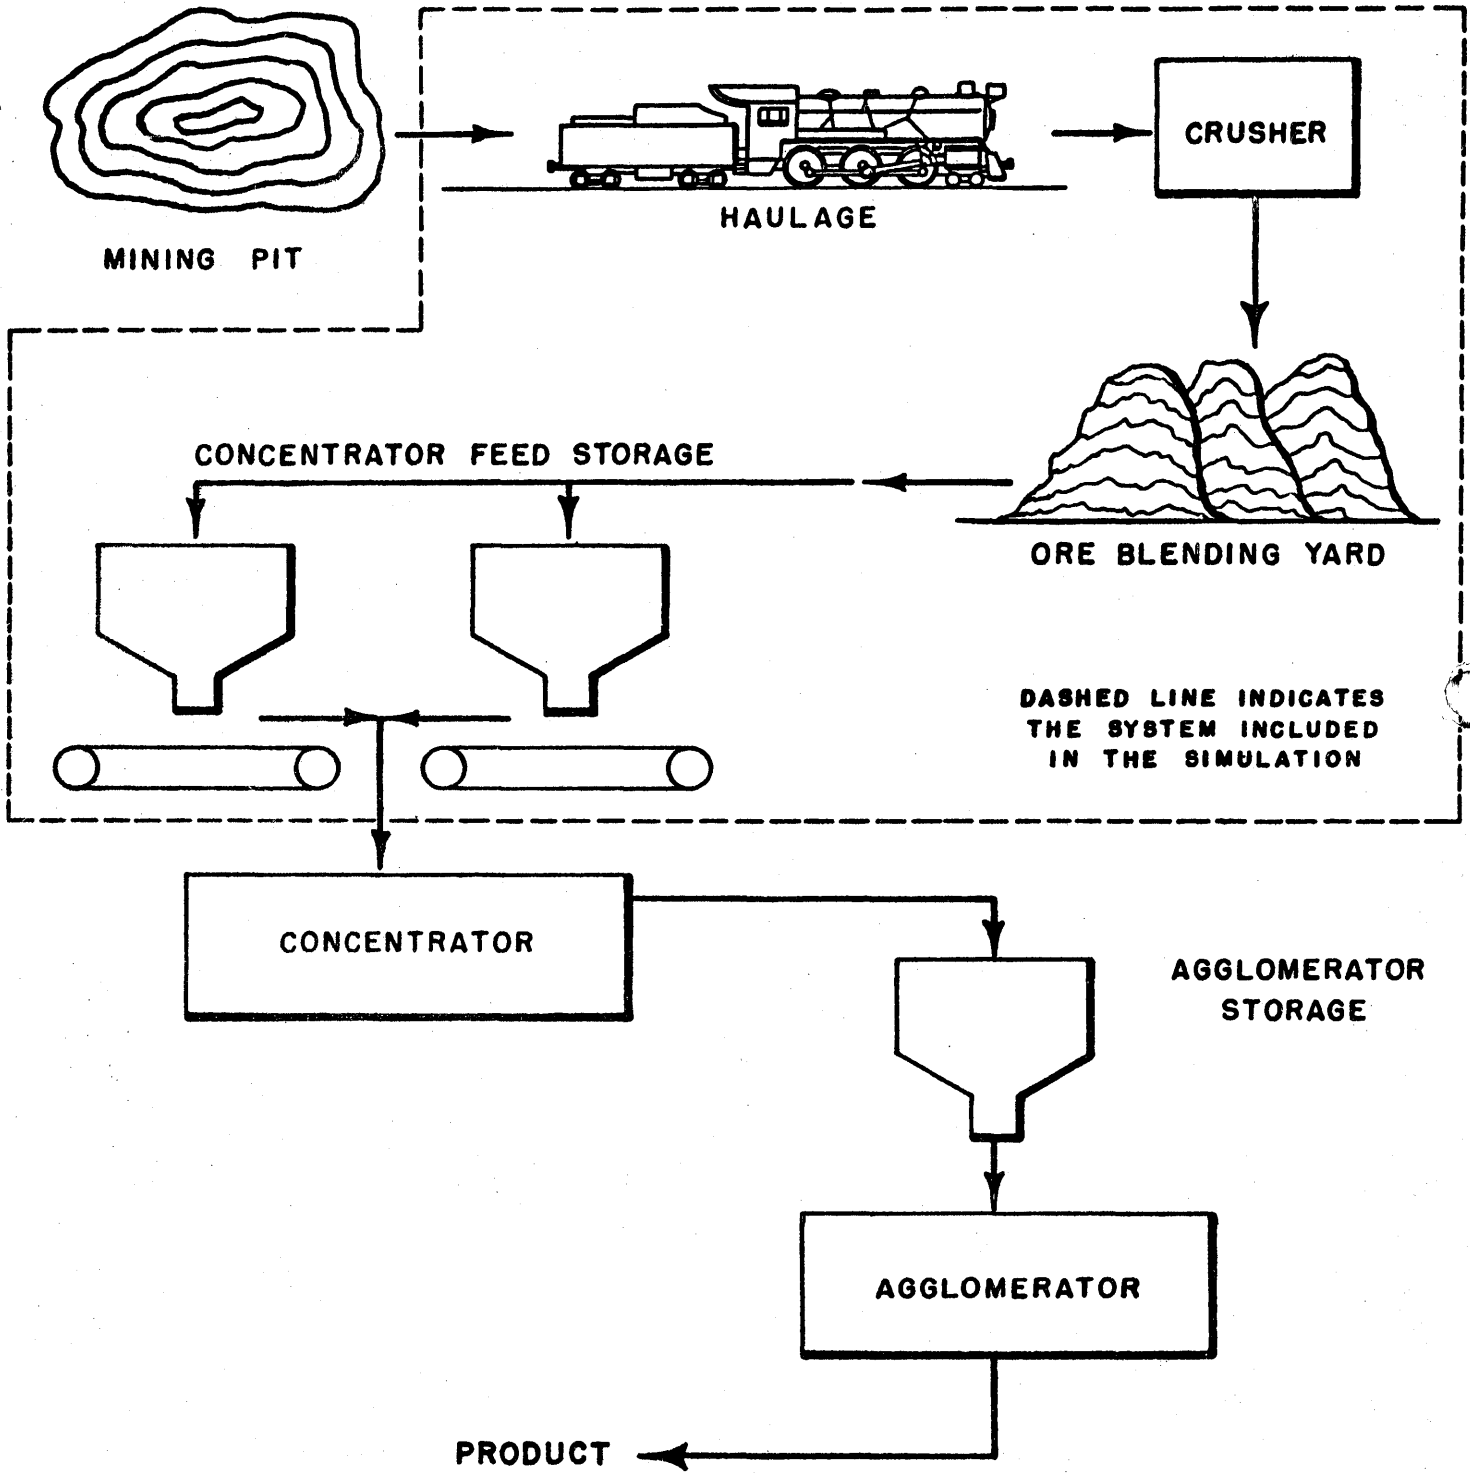 CRUSHER
HAULAGE
MINING PIT
CONCENTRATOR FEED STORAGE
ORE BLENDING YARD
DASHED LINE INDICATES
THE SYSTEM INCLUDED
IN THE SIMULATION
CONCENTRATOR
AGGLOMERATOR
STORAGE
AGGLOMERATOR
PRODUCT